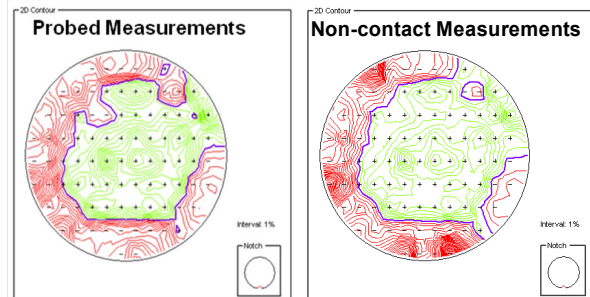 2D Contour
Probed Measurements
Interval: 1%
Notch
2D Contour
Non-contact Measurements
Interval: 1%
Notch